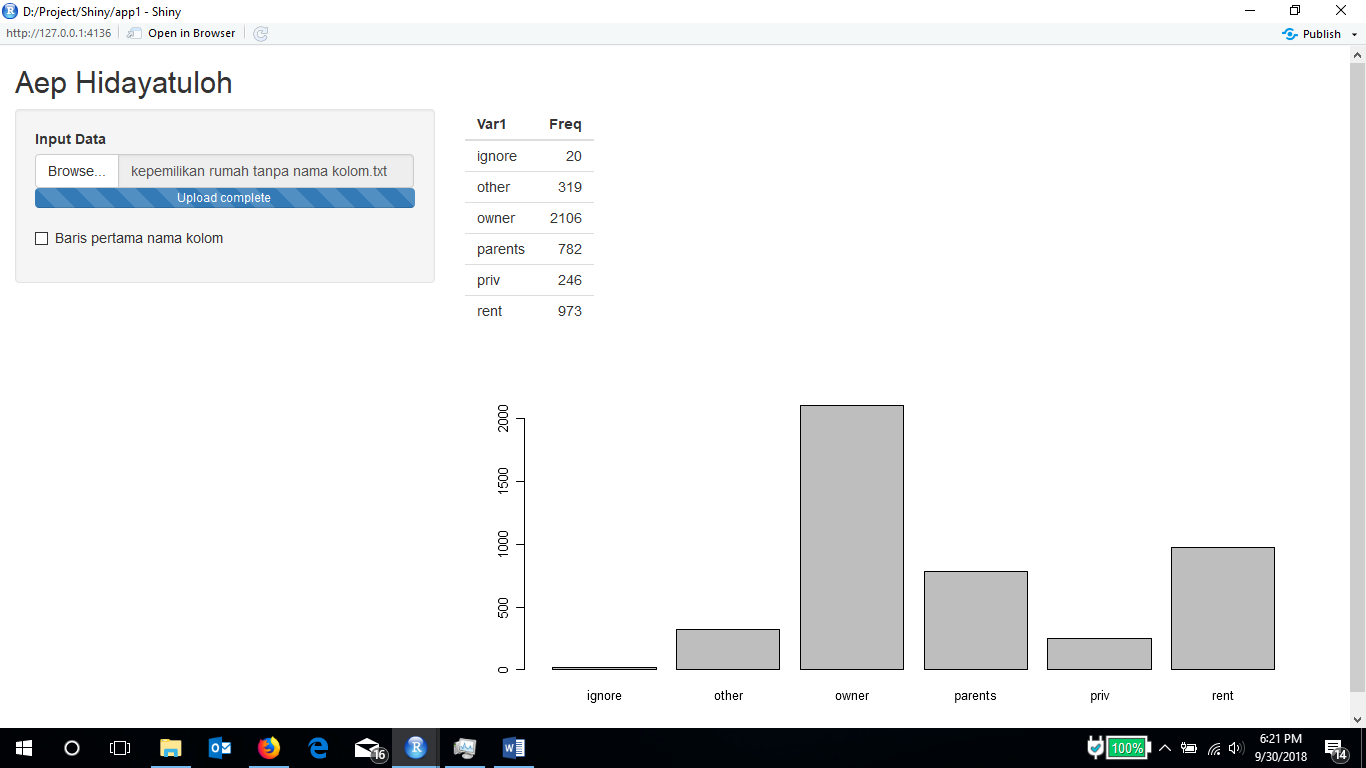 D:/Project/Shiny/app1 - Shiny
http://127.0.0.1:4136 Open in Browser Publish
Aep Hidayatuloh
Input Data
Browse... kepemilikan rumah tanpa nama kolom.txt
Upload complete
Baris pertama nama kolom
Var1 Freq
ignore 20
other 319
owner 2106
parents 782
priv 246
rent 973
2000
1500
1000
500
0
ignore other owner parents priv rent
16
100%
6:21 PM
9/30/2018
14